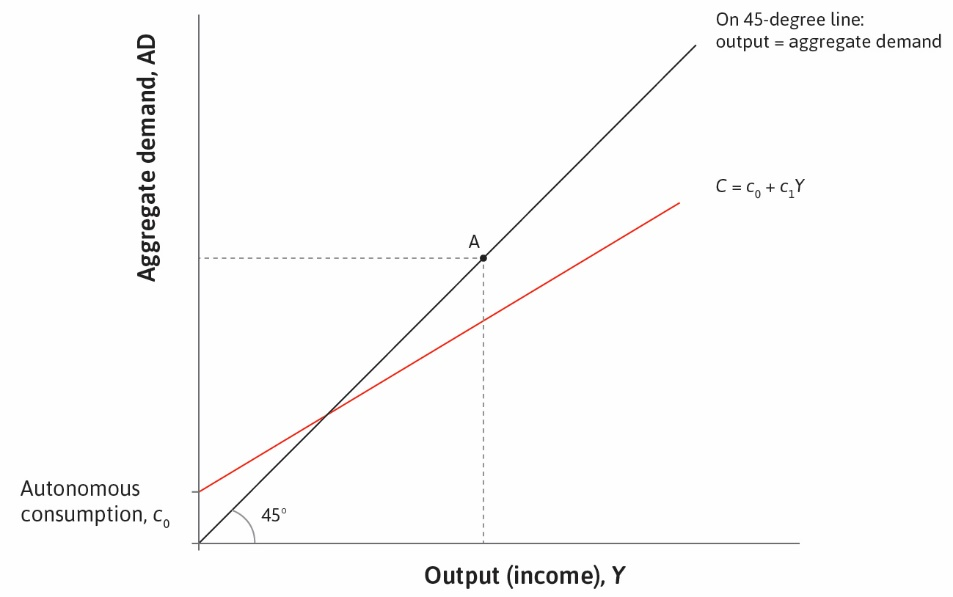 On 45-degree line:
output = aggregate demand
Aggregate demand, AD
C = c₀ + c₁Y
A
Autonomous
consumption, c₀
45°
Output (income), Y